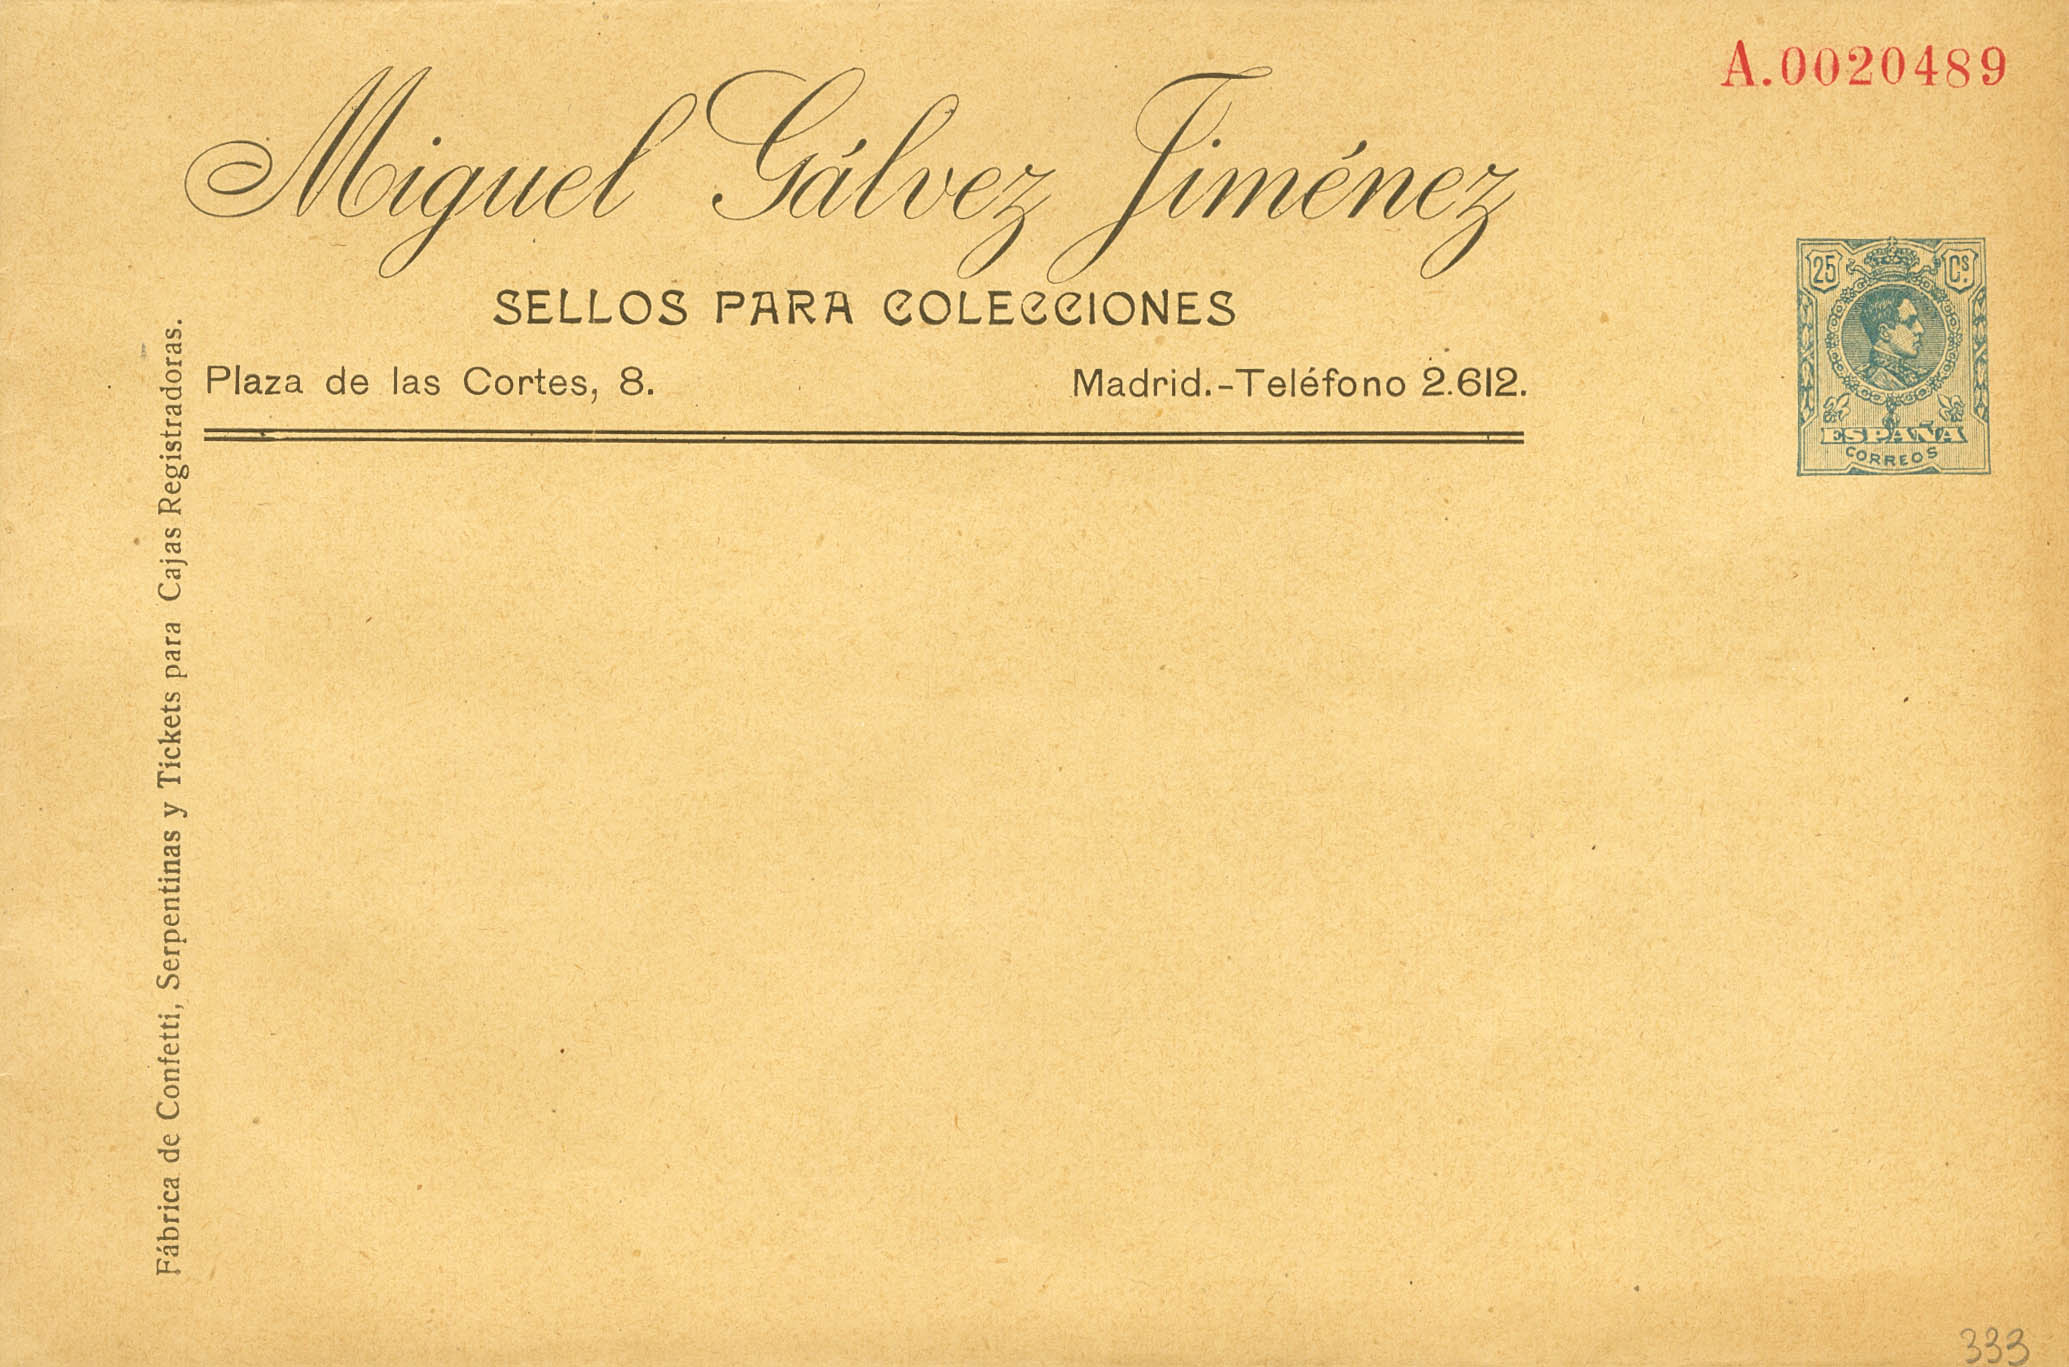 A.0020489
Miguel Gálvez Jiménez
SELLOS PARA COLECCIONES
Plaza de las Cortes, 8.
Madrid.-Teléfono 2.612.
25 Cs.
ESPAÑA
CORREOS
Fábrica de Confetti, Serpentinas y Tickets para Cajas Registradoras.
333